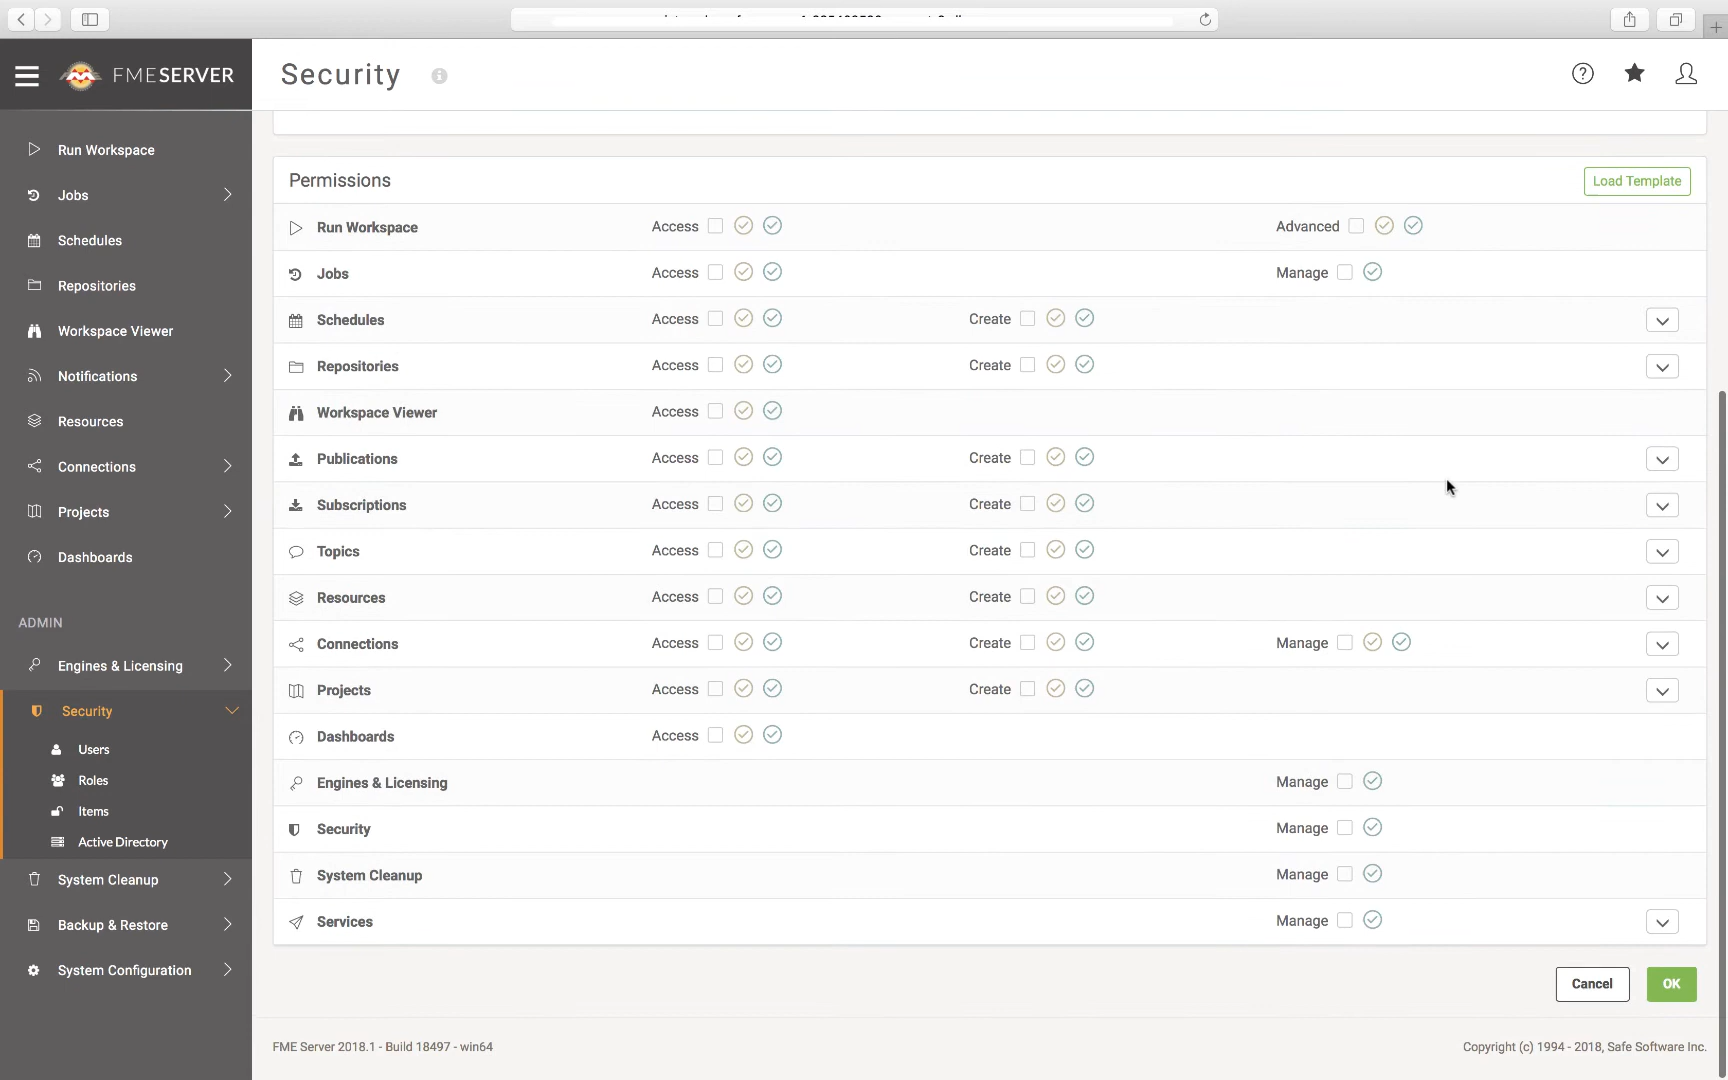 FMESERVER
Security
Run Workspace
Jobs
Schedules
Repositories
Workspace Viewer
Notifications
Resources
Connections
Projects
Dashboards
ADMIN
Engines & Licensing
Security
Users
Roles
Items
Active Directory
System Cleanup
Backup & Restore
System Configuration
Permissions
Load Template
Run Workspace Access Advanced
Jobs Access Manage
Schedules Access Create
Repositories Access Create
Workspace Viewer Access
Publications Access Create
Subscriptions Access Create
Topics Access Create
Resources Access Create
Connections Access Create Manage
Projects Access Create
Dashboards Access
Engines & Licensing Manage
Security Manage
System Cleanup Manage
Services Manage
Cancel
OK
FME Server 2018.1 - Build 18497 - win64
Copyright (c) 1994 - 2018, Safe Software Inc.